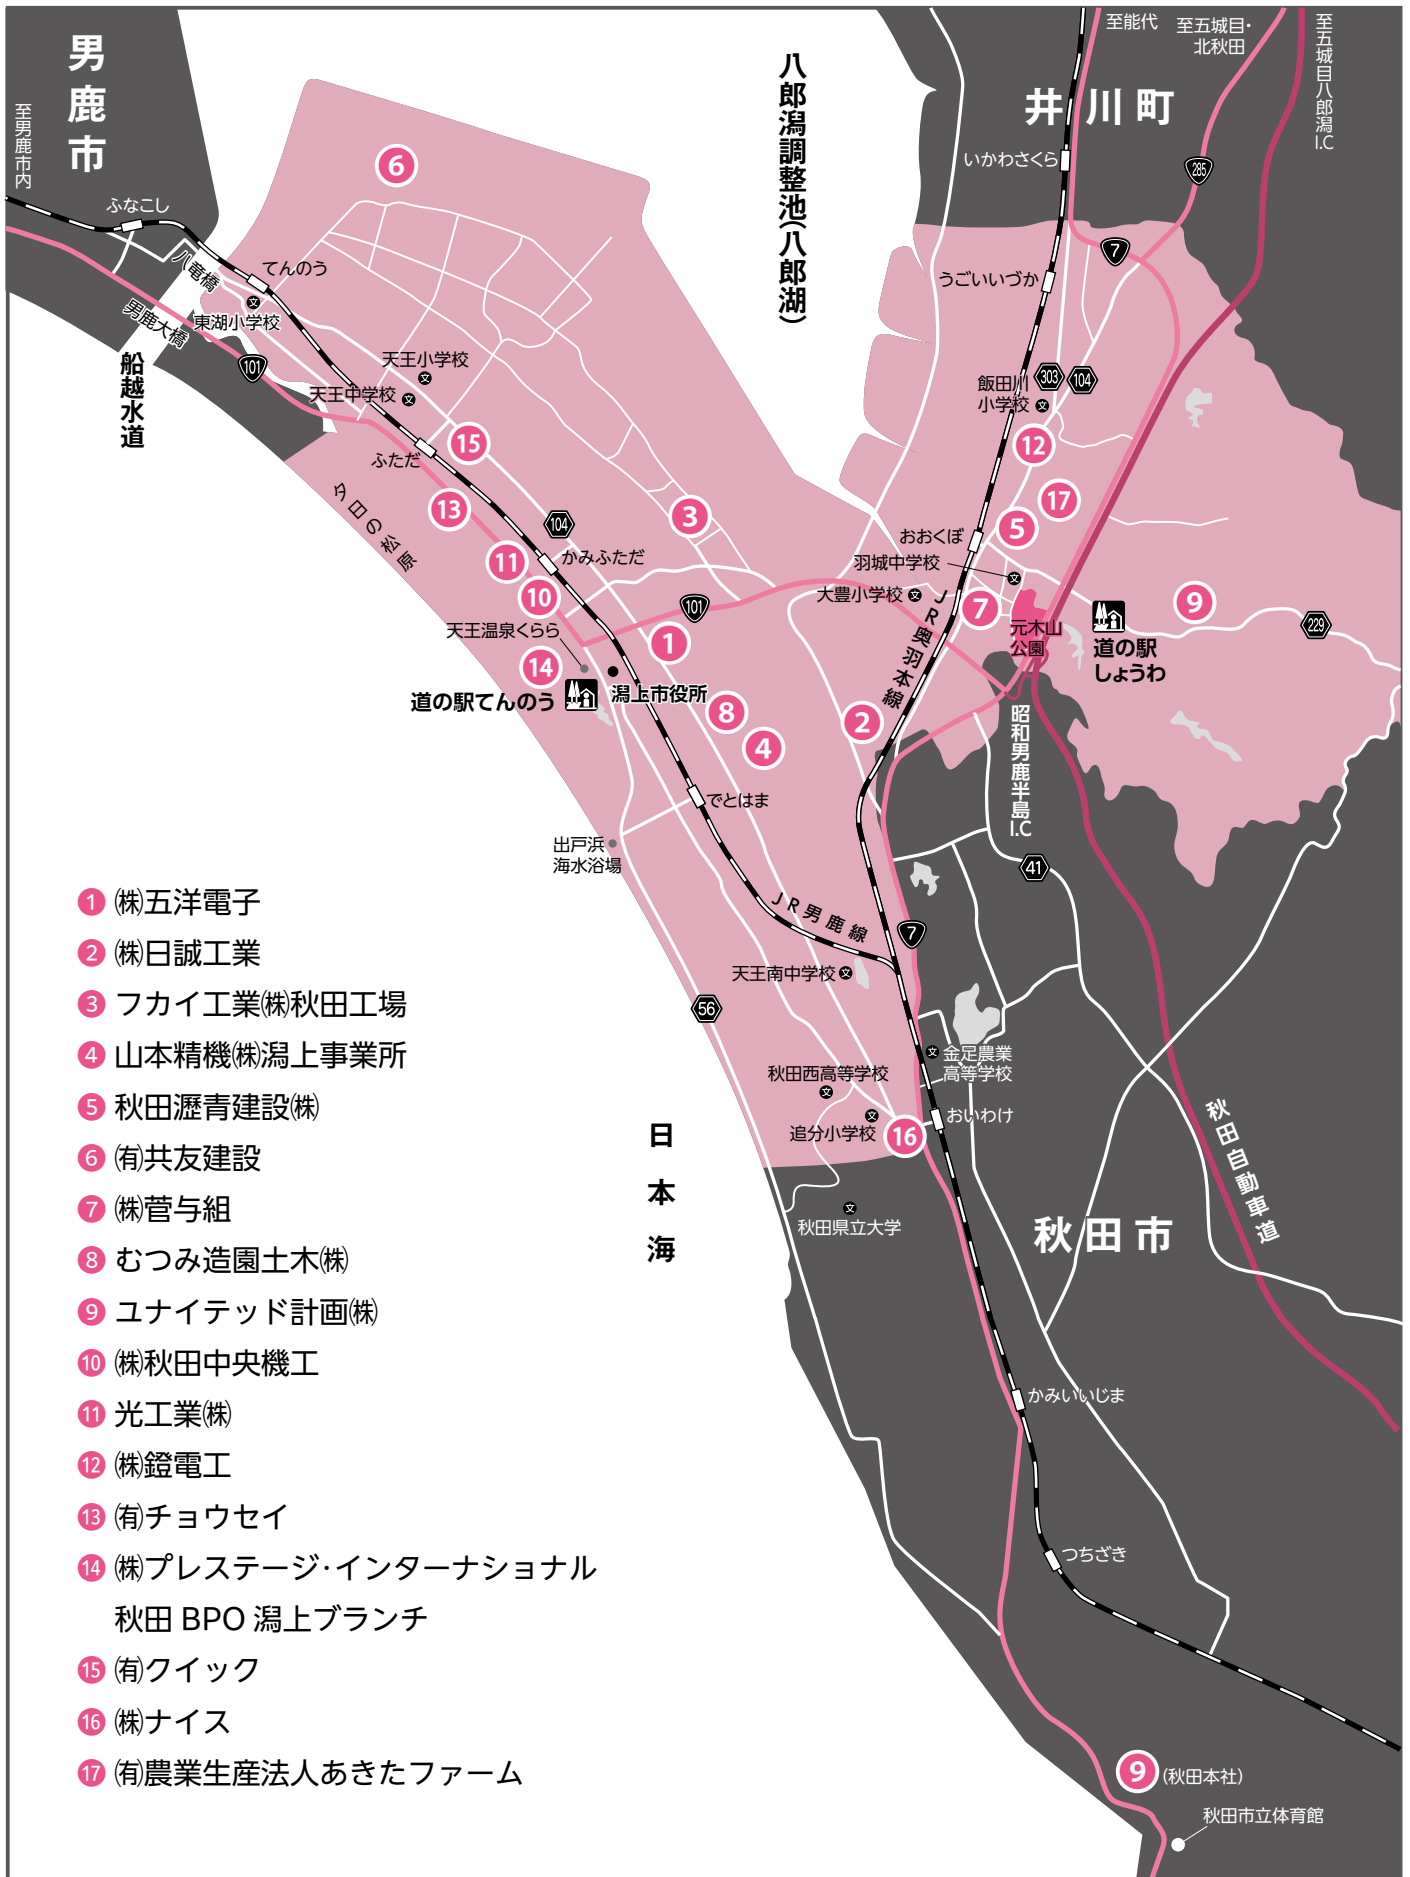 男鹿市
至男鹿市内
八郎潟調整池(八郎湖)
井川町
至能代
至五城目・
北秋田
至五城目八郎潟I.C
285
いかわさくら
7
うごいいづか
ふなこし
八竜橋
てんのう
東湖小学校
男鹿大橋
101
船越水道
天王小学校
天王中学校
ふただ
夕日の松原
6
15
13
3
104
11
かみふただ
10
101
天王温泉くらら
1
14
道の駅てんのう
潟上市役所
8
4
2
でとはま
出戸浜
海水浴場
303
104
飯田川
小学校
12
17
5
おおくぼ
羽城中学校
大豊小学校
7
JR奥羽本線
元木山
公園
9
道の駅
しょうわ
229
昭和男鹿半島I.C
41
JR男鹿線
7
天王南中学校
56
金足農業
高等学校
秋田西高等学校
追分小学校
16
おいわけ
秋田県立大学
日本海
秋田市
秋田自動車道
かみいいじま
つちざき
9
(秋田本社)
秋田市立体育館
1 ㈱五洋電子
2 ㈱日誠工業
3 フカイ工業㈱秋田工場
4 山本精機㈱潟上事業所
5 秋田瀝青建設㈱
6 ㈲共友建設
7 ㈱菅与組
8 むつみ造園土木㈱
9 ユナイテッド計画㈱
10 ㈱秋田中央機工
11 光工業㈱
12 ㈱鐙電工
13 ㈲チョウセイ
14 ㈱プレステージ・インターナショナル
秋田 BPO 潟上ブランチ
15 ㈲クイック
16 ㈱ナイス
17 ㈲農業生産法人あきたファーム